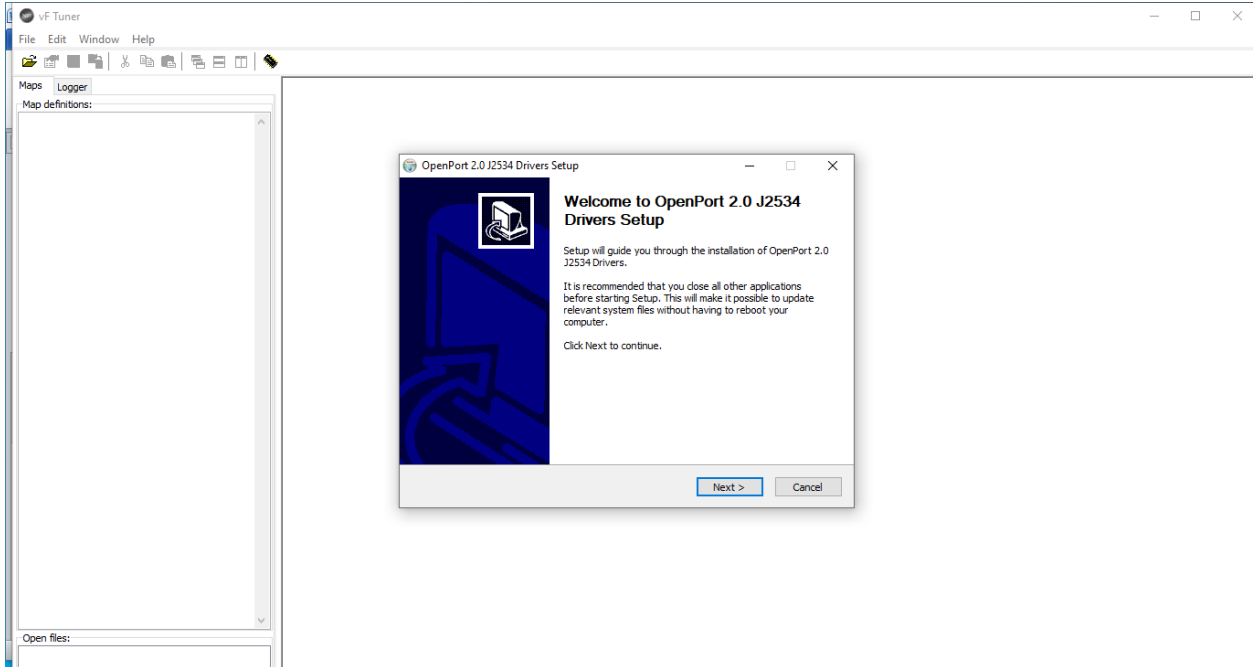 vF Tuner
File Edit Window Help
Maps Logger
Map definitions:
Open files:
OpenPort 2.0 J2534 Drivers Setup
Welcome to OpenPort 2.0 J2534
Drivers Setup
Setup will guide you through the installation of OpenPort 2.0
J2534 Drivers.
It is recommended that you close all other applications
before starting Setup. This will make it possible to update
relevant system files without having to reboot your
computer.
Click Next to continue.
Next >
Cancel